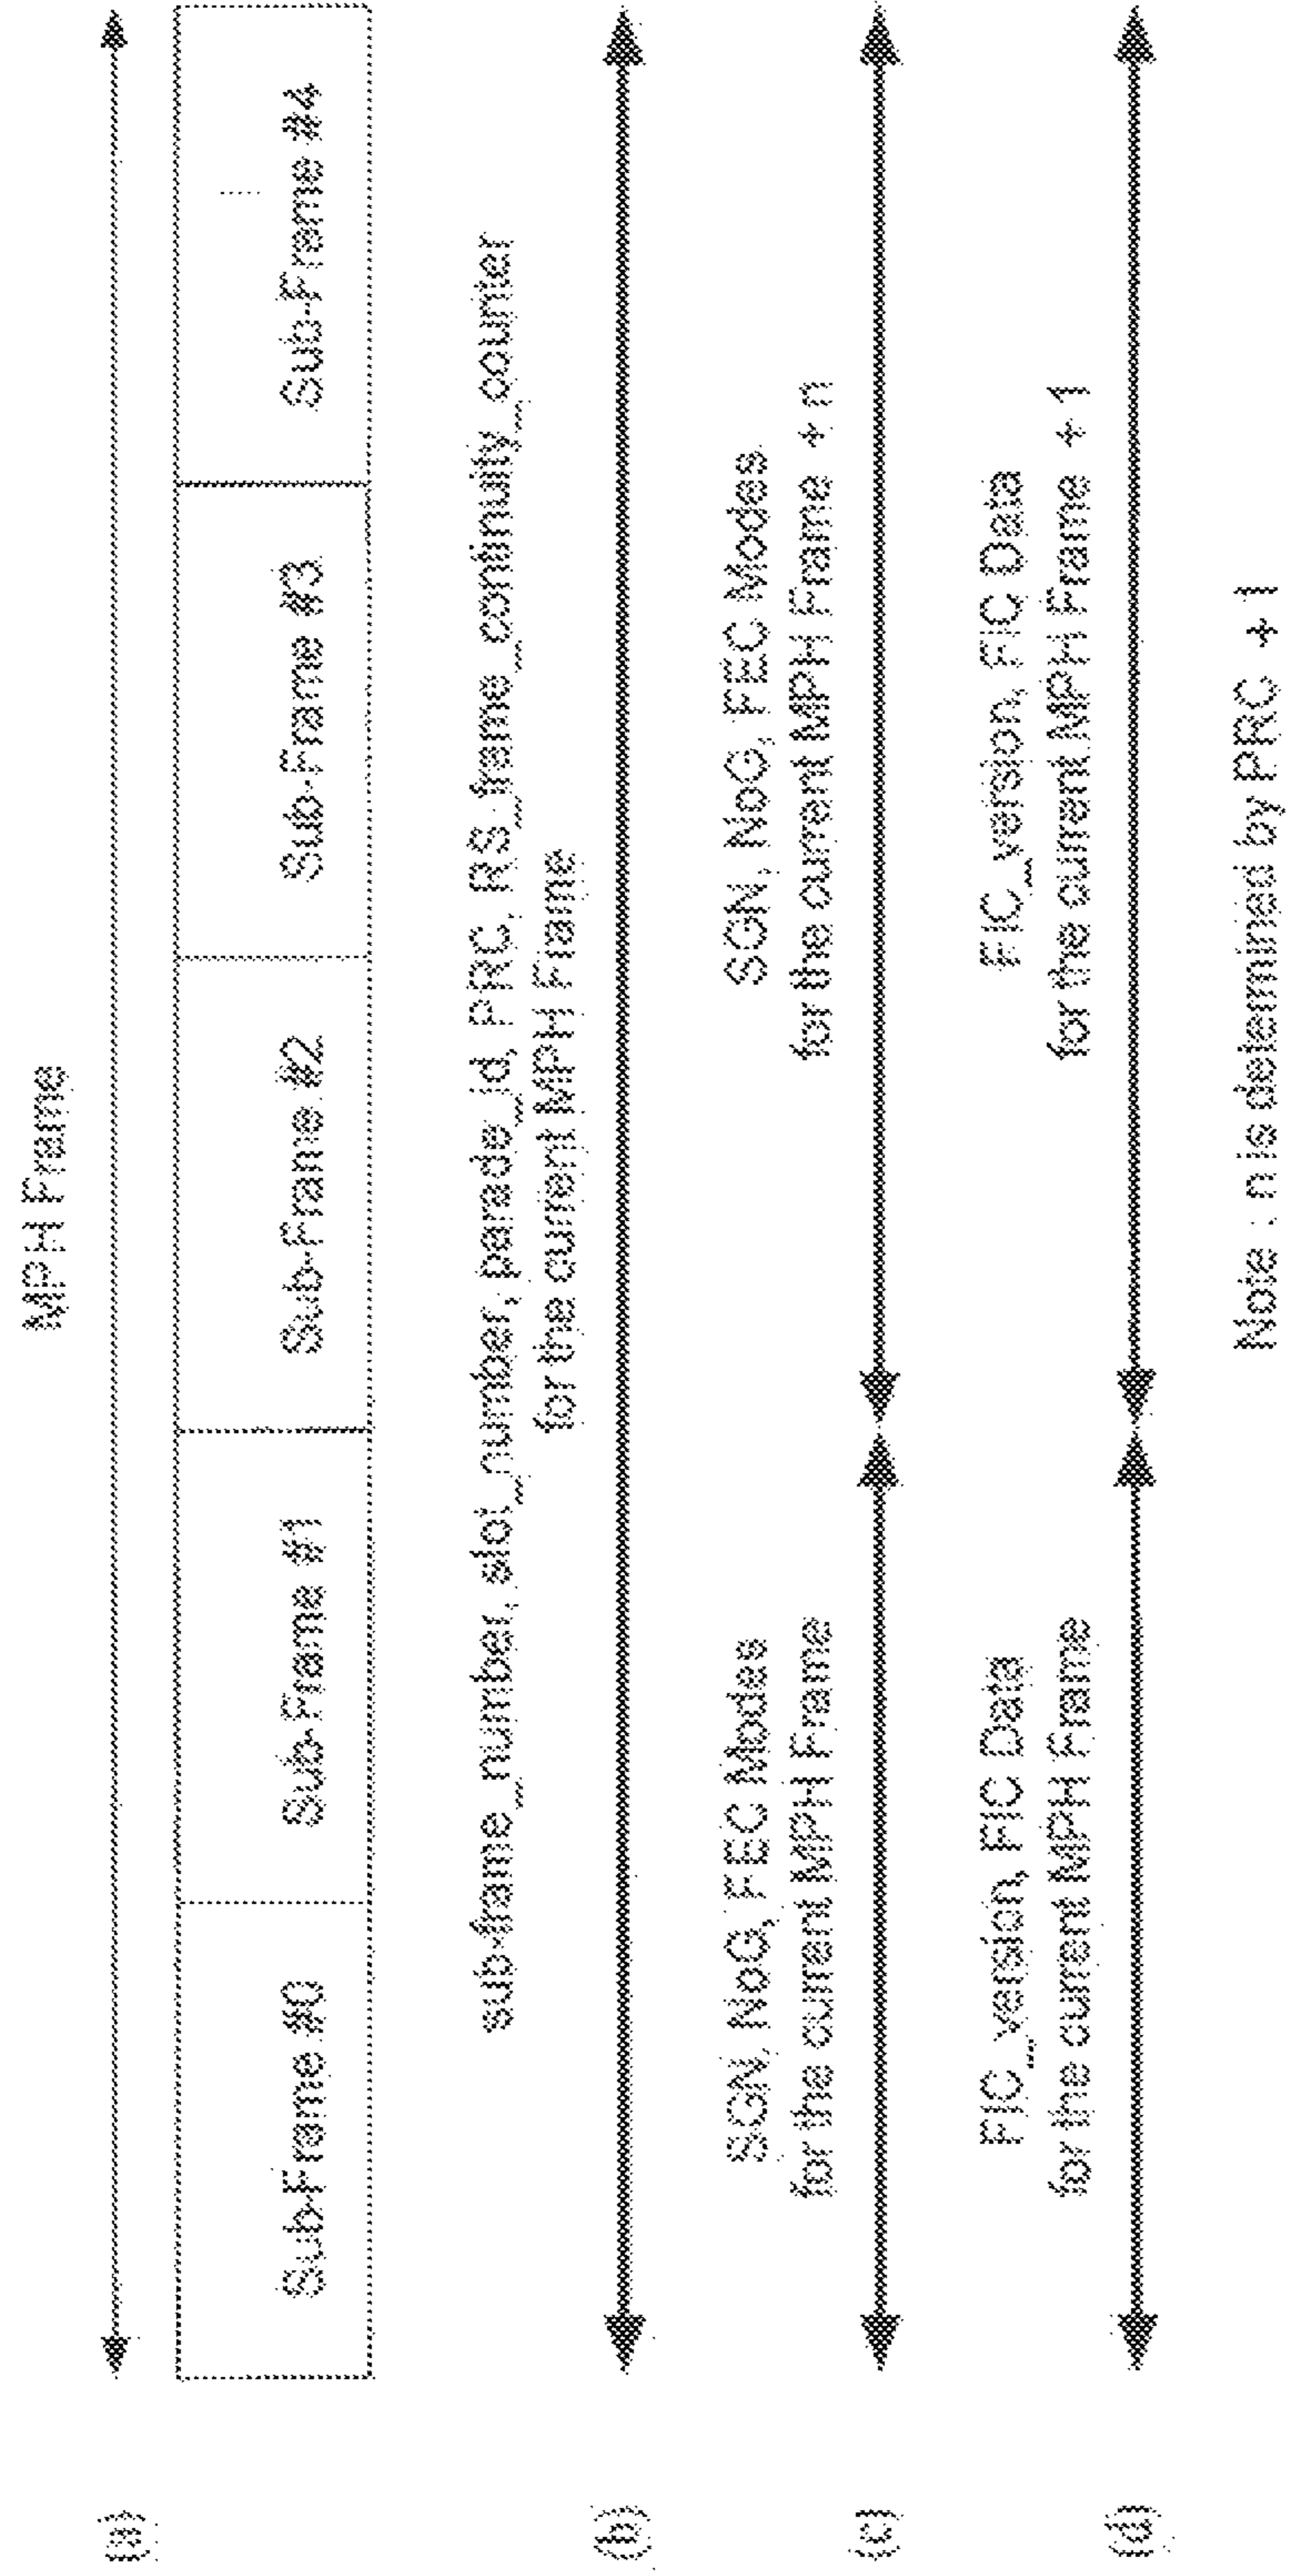 MPH Frame
(a)
Sub-Frame #0
Sub-Frame #1
Sub-Frame #2
Sub-Frame #3
Sub-Frame #4
sub-frame_number, slot_number, parade_id, PRC, RS_frame_continuity_counter
for the current MPH Frame
(b)
SGN, NoG, FEC Modes
for the current MPH Frame
SGN, NoG, FEC Modes
for the current MPH Frame + n
(c)
FIC_version, FIC Data
for the current MPH Frame
FIC_version, FIC Data
for the current MPH Frame + 1
(d)
Note : n is determined by PRC + 1